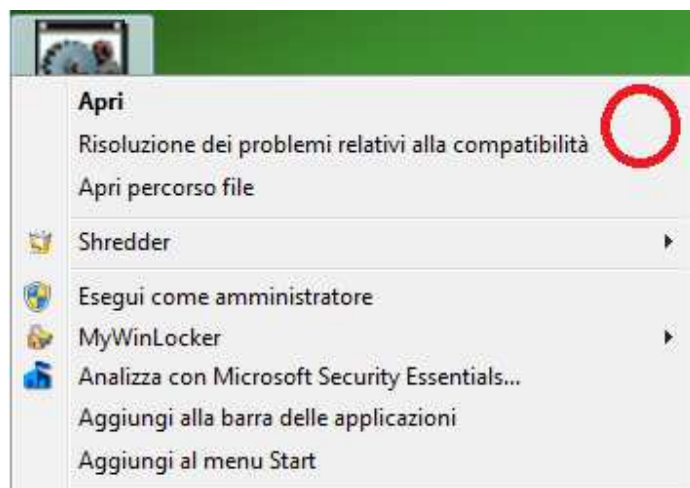 Apri
Risoluzione dei problemi relativi alla compatibilità
Apri percorso file
Shredder
Esegui come amministratore
MyWinLocker
Analizza con Microsoft Security Essentials...
Aggiungi alla barra delle applicazioni
Aggiungi al menu Start